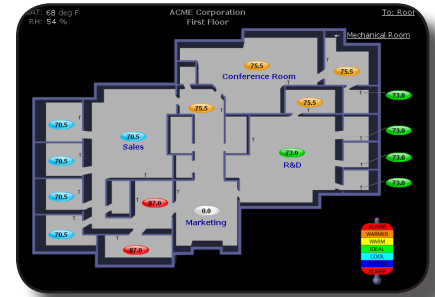 OAT: 68 deg F
RH: 54 %
ACME Corporation
First Floor
To: Roof
← Mechanical Room
75.5
75.5
Conference Room
73.0
75.5
75.5
70.5
70.5
Sales
73.0
73.0
R&D
70.5
73.0
73.0
70.5
87.0
0.0
Marketing
70.5
87.0
ALARM
WARMER
WARM
IDEAL
COOL
ALARM